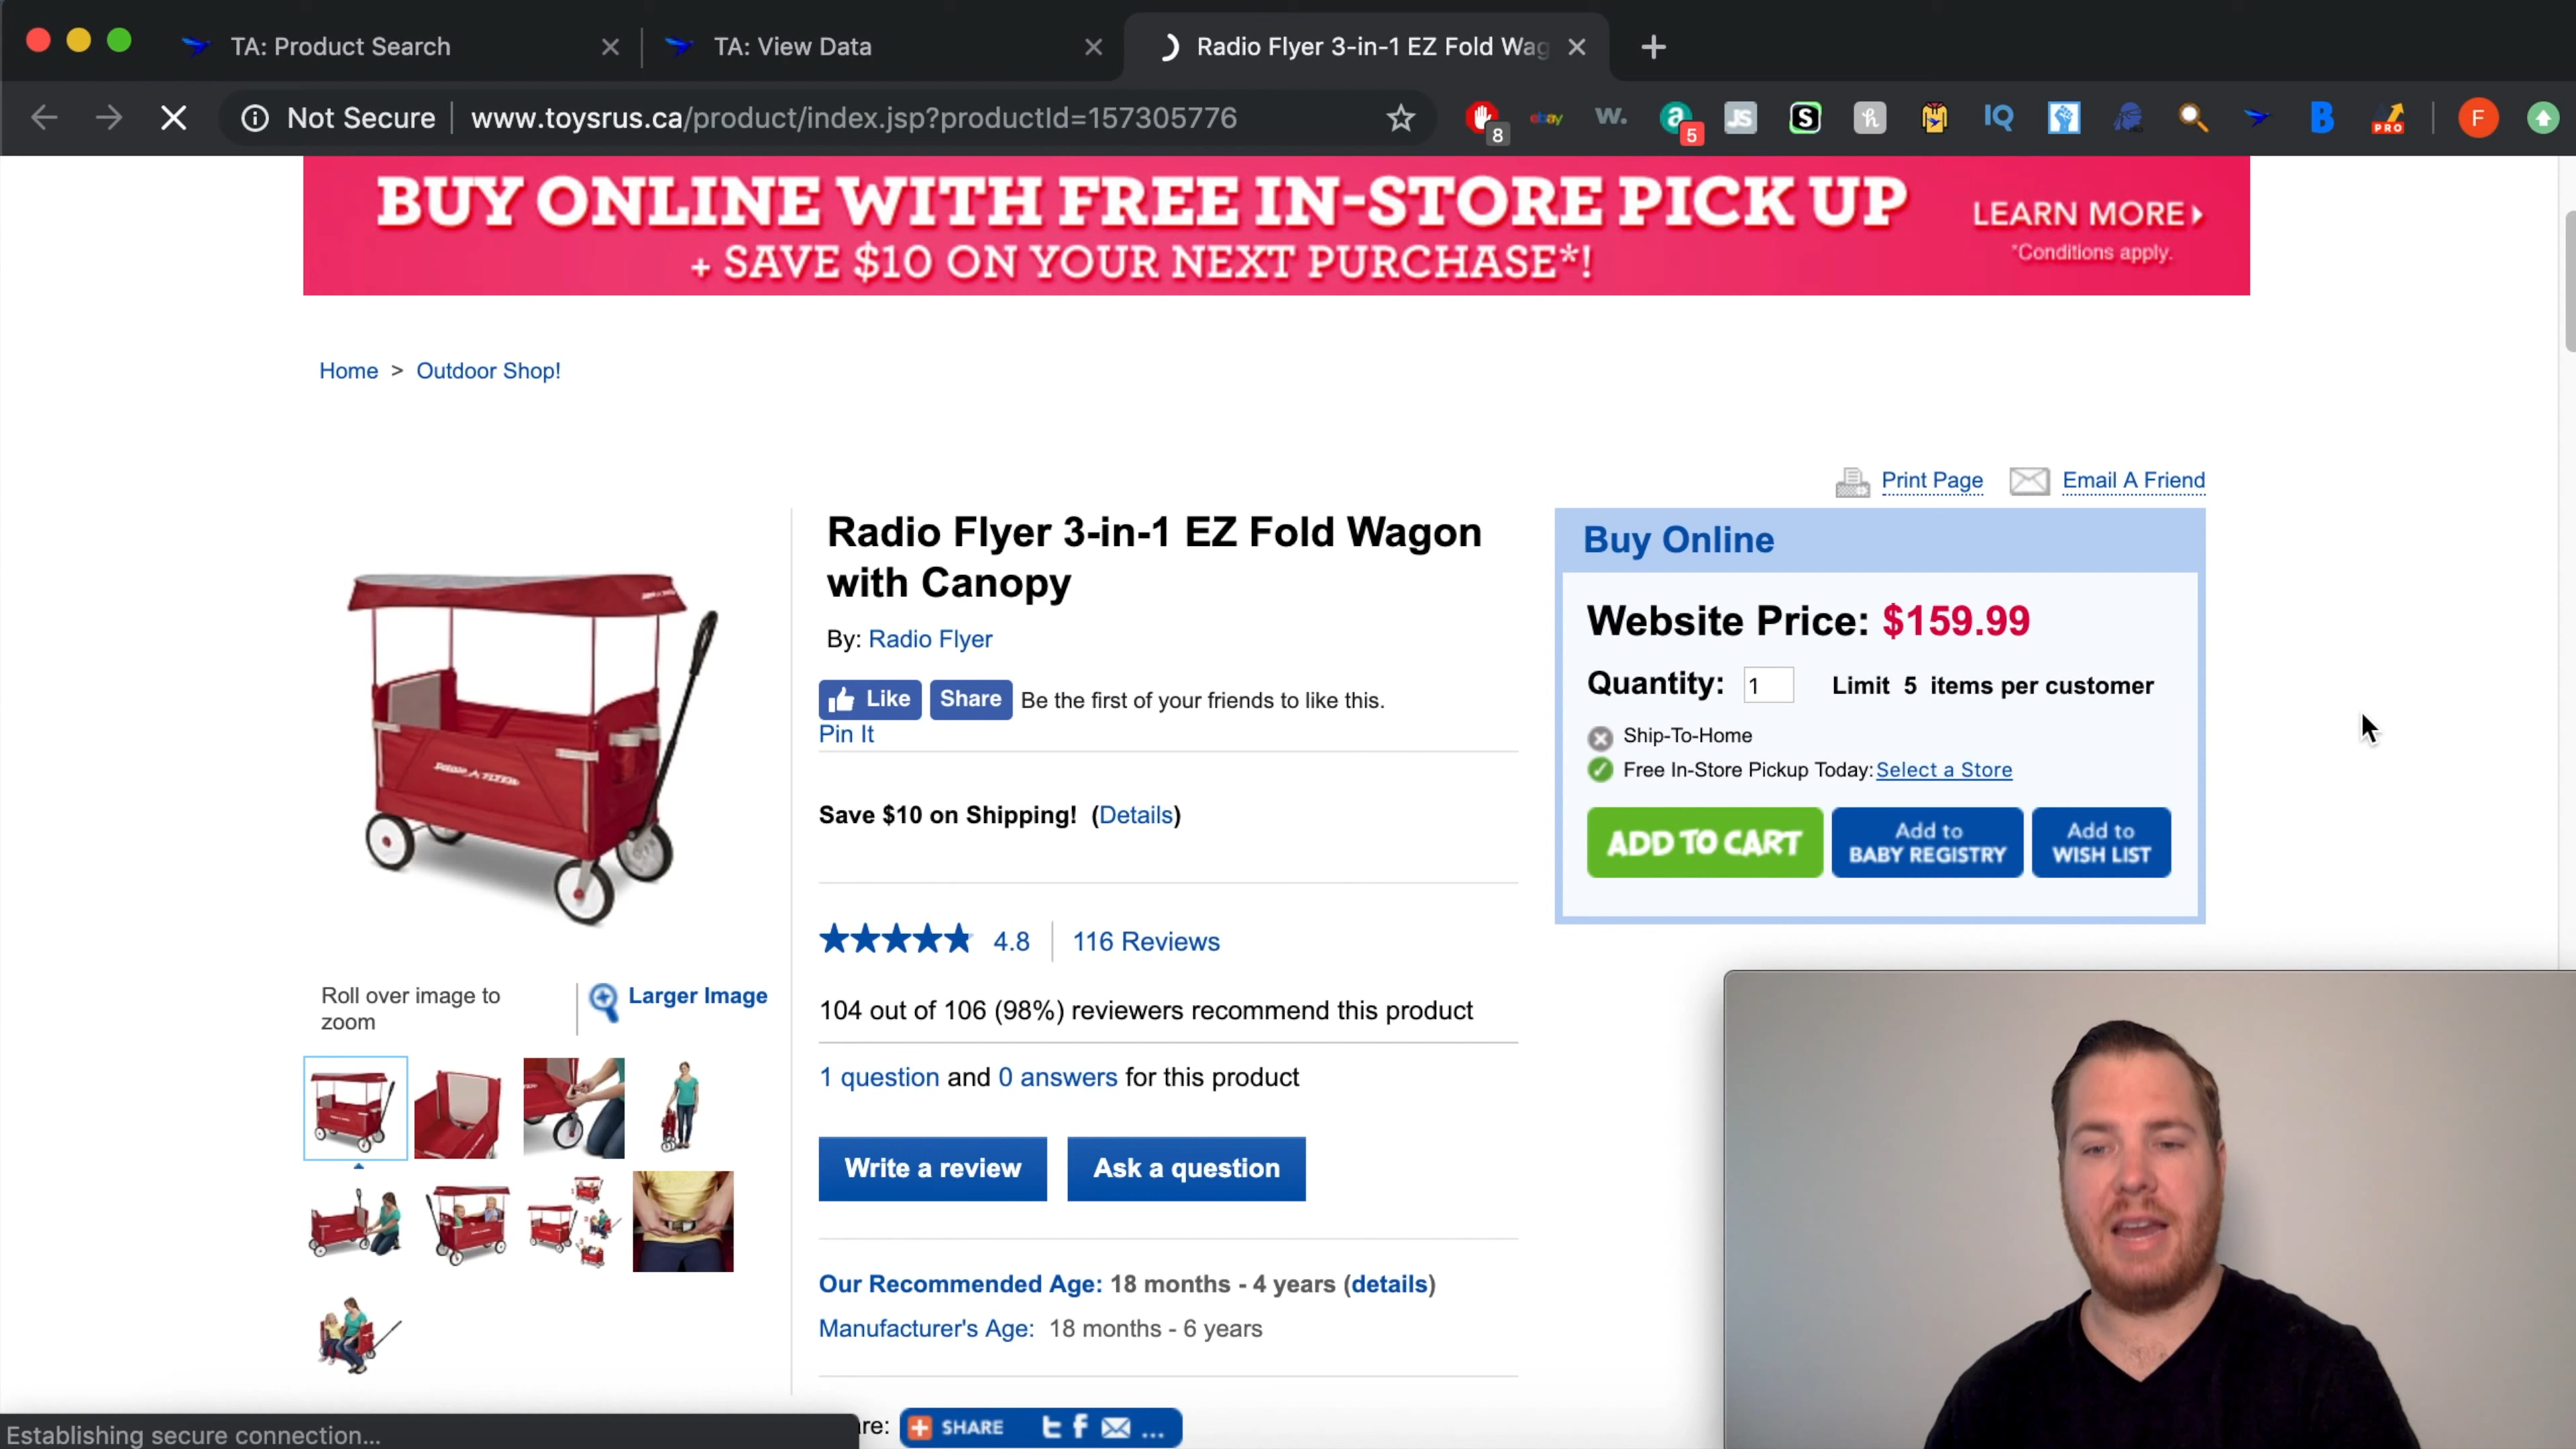 TA: Product Search
TA: View Data
Radio Flyer 3-in-1 EZ Fold Wag
Not Secure
www.toysrus.ca/product/index.jsp?productId=157305776
8
ebay
W.
a
5
JS
S
h
IQ
B
PRO
F
BUY ONLINE WITH FREE IN-STORE PICK UP
+ SAVE $10 ON YOUR NEXT PURCHASE*!
LEARN MORE
*Conditions apply.
Home > Outdoor Shop!
Print Page
Email A Friend
Radio Flyer 3-in-1 EZ Fold Wagon
with Canopy
By: Radio Flyer
Like
Share
Be the first of your friends to like this.
Pin It
Save $10 on Shipping! (Details)
4.8
116 Reviews
104 out of 106 (98%) reviewers recommend this product
1 question and 0 answers for this product
Write a review
Ask a question
Our Recommended Age: 18 months - 4 years (details)
Manufacturer's Age: 18 months - 6 years
re:
SHARE
...
Buy Online
Website Price: $159.99
Quantity: 1
Limit 5 items per customer
Ship-To-Home
Free In-Store Pickup Today: Select a Store
ADD TO CART
Add to
BABY REGISTRY
Add to
WISH LIST
RADIO FLYER
Roll over image to
zoom
Larger Image
Establishing secure connection...